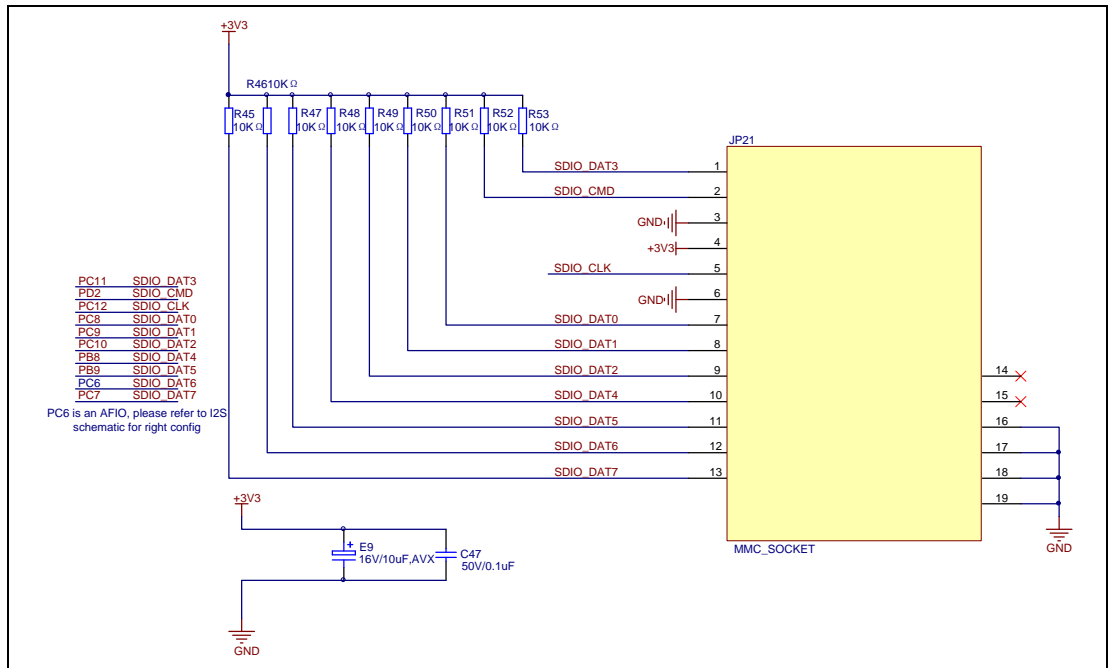 +3V3
R4610KΩ
R45 R47 R48 R49 R50 R51 R52 R53
10KΩ 10KΩ 10KΩ 10KΩ 10KΩ 10KΩ 10KΩ 10KΩ
JP21
SDIO_DAT3 1
SDIO_CMD 2
GND 3
+3V3 4
SDIO_CLK 5
GND 6
SDIO_DAT0 7
SDIO_DAT1 8
SDIO_DAT2 9
SDIO_DAT4 10
SDIO_DAT5 11
SDIO_DAT6 12
SDIO_DAT7 13
14
15
16
17
18
19
GND
MMC_SOCKET
PC11 SDIO_DAT3
PD2 SDIO_CMD
PC12 SDIO_CLK
PC8 SDIO_DAT0
PC9 SDIO_DAT1
PC10 SDIO_DAT2
PB8 SDIO_DAT4
PB9 SDIO_DAT5
PC6 SDIO_DAT6
PC7 SDIO_DAT7
PC6 is an AFIO, please refer to I2S
schematic for right config
+3V3
+
E9
16V/10uF,AVX
C47
50V/0.1uF
GND